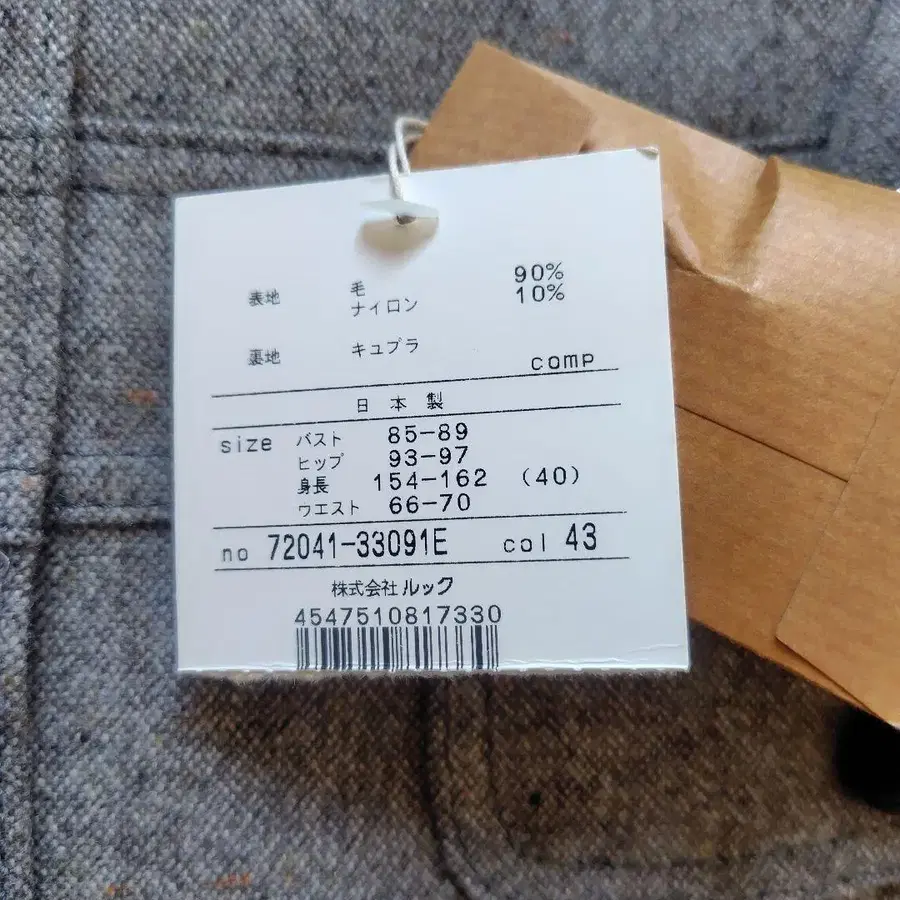 表地 毛 90%
ナイロン 10%
裏地 キュプラ
comp
日本製
size バスト 85-89
ヒップ 93-97
身長 154-162 (40)
ウエスト 66-70
no 72041-33091E col 43
株式会社 ルック
4547510817330